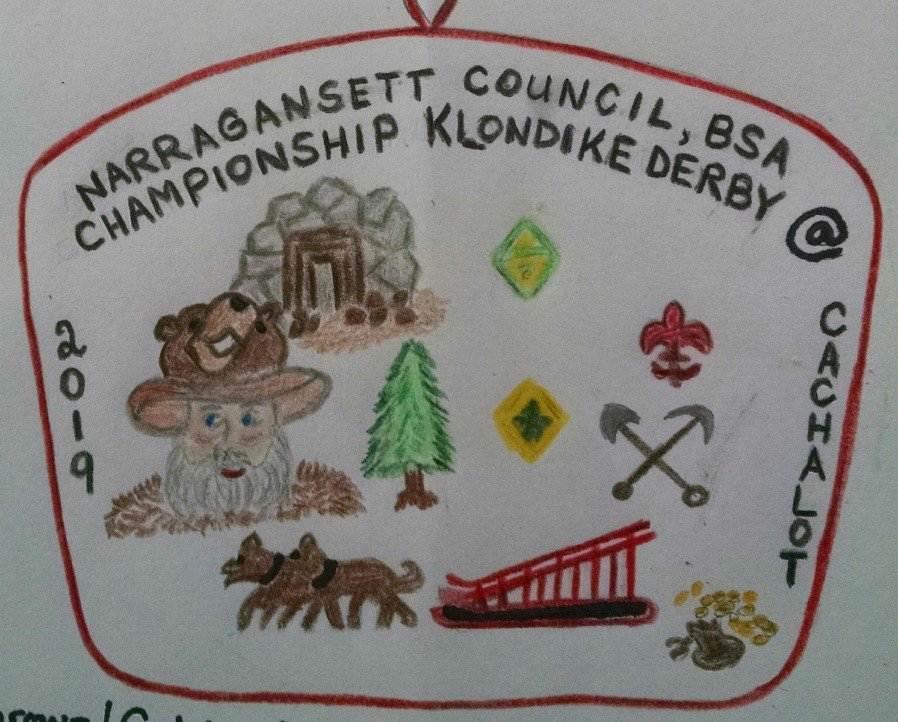 NARRAGANSETT COUNCIL, BSA
CHAMPIONSHIP KLONDIKE DERBY @
CACHALOT
2019